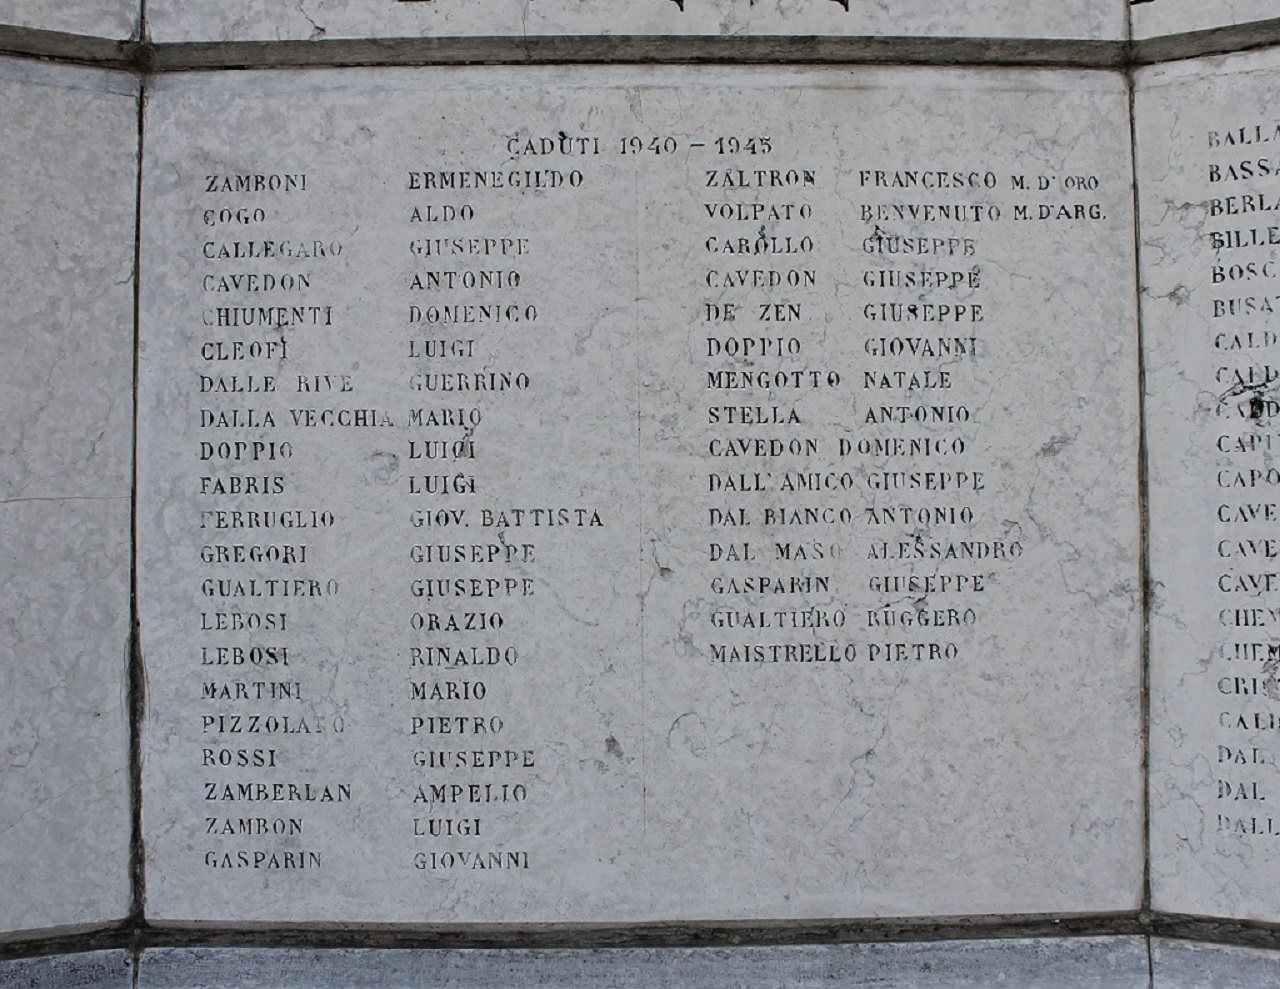 CADUTI 1940 – 1945
ZAMBONI ERMENEGILDO
COGO ALDO
CALLEGARO GIUSEPPE
CAVEDON ANTONIO
CHIUMENTI DOMENICO
CLEOFI LUIGI
DALLE RIVE GUERRINO
DALLA VECCHIA MARIO
DOPPIO LUIGI
FABRIS LUIGI
FERRUGLIO GIOV. BATTISTA
GREGORI GIUSEPPE
GUALTIERO GIUSEPPE
LEBOSI ORAZIO
LEBOSI RINALDO
MARTINI MARIO
PIZZOLATO PIETRO
ROSSI GIUSEPPE
ZAMBERLAN AMPELIO
ZAMBON LUIGI
GASPARIN GIOVANNI
ZALTRON FRANCESCO M. D'ORO
VOLPATO BENVENUTO M. D'ARG.
CAROLLO GIUSEPPE
CAVEDON GIUSEPPE
DE ZEN GIUSEPPE
DOPPIO GIOVANNI
MENGOTTO NATALE
STELLA ANTONIO
CAVEDON DOMENICO
DALL'AMICO GIUSEPPE
DAL BIANCO ANTONIO
DAL MASO ALESSANDRO
GASPARIN GIUSEPPE
GUALTIERO RUGGERO
MAISTRELLO PIETRO
DAL
DAL